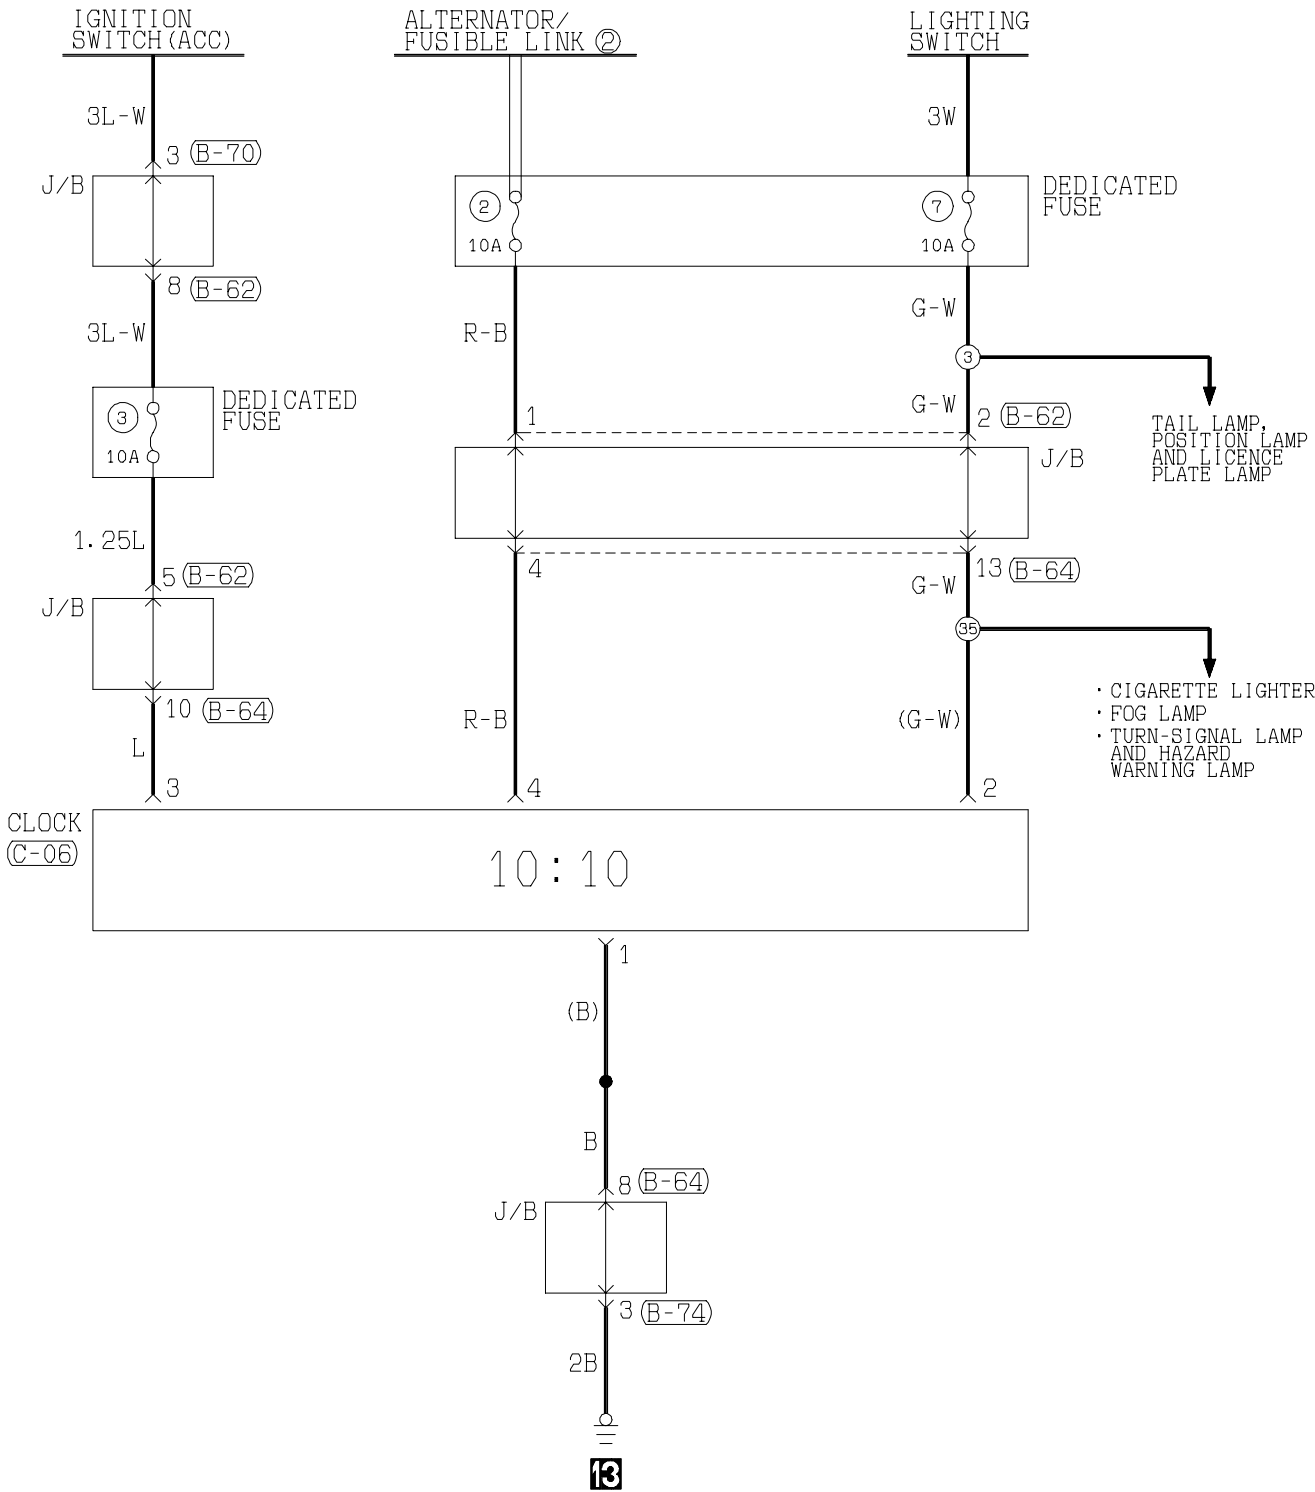 IGNITION
SWITCH(ACC)
ALTERNATOR/
FUSIBLE LINK ②
LIGHTING
SWITCH
3L-W
3W
3 (B-70)
J/B
DEDICATED
FUSE
2
10A
7
10A
8 (B-62)
G-W
3L-W
R-B
3
DEDICATED
FUSE
3
10A
G-W
1
2 (B-62)
TAIL LAMP,
POSITION LAMP
AND LICENCE
PLATE LAMP
J/B
1.25L
5 (B-62)
4
13 (B-64)
G-W
J/B
35
10 (B-64)
L
R-B
(G-W)
· CIGARETTE LIGHTER
· FOG LAMP
· TURN-SIGNAL LAMP
AND HAZARD
WARNING LAMP
3
4
2
CLOCK
(C-06)
10:10
1
(B)
B
8 (B-64)
J/B
3 (B-74)
2B
13